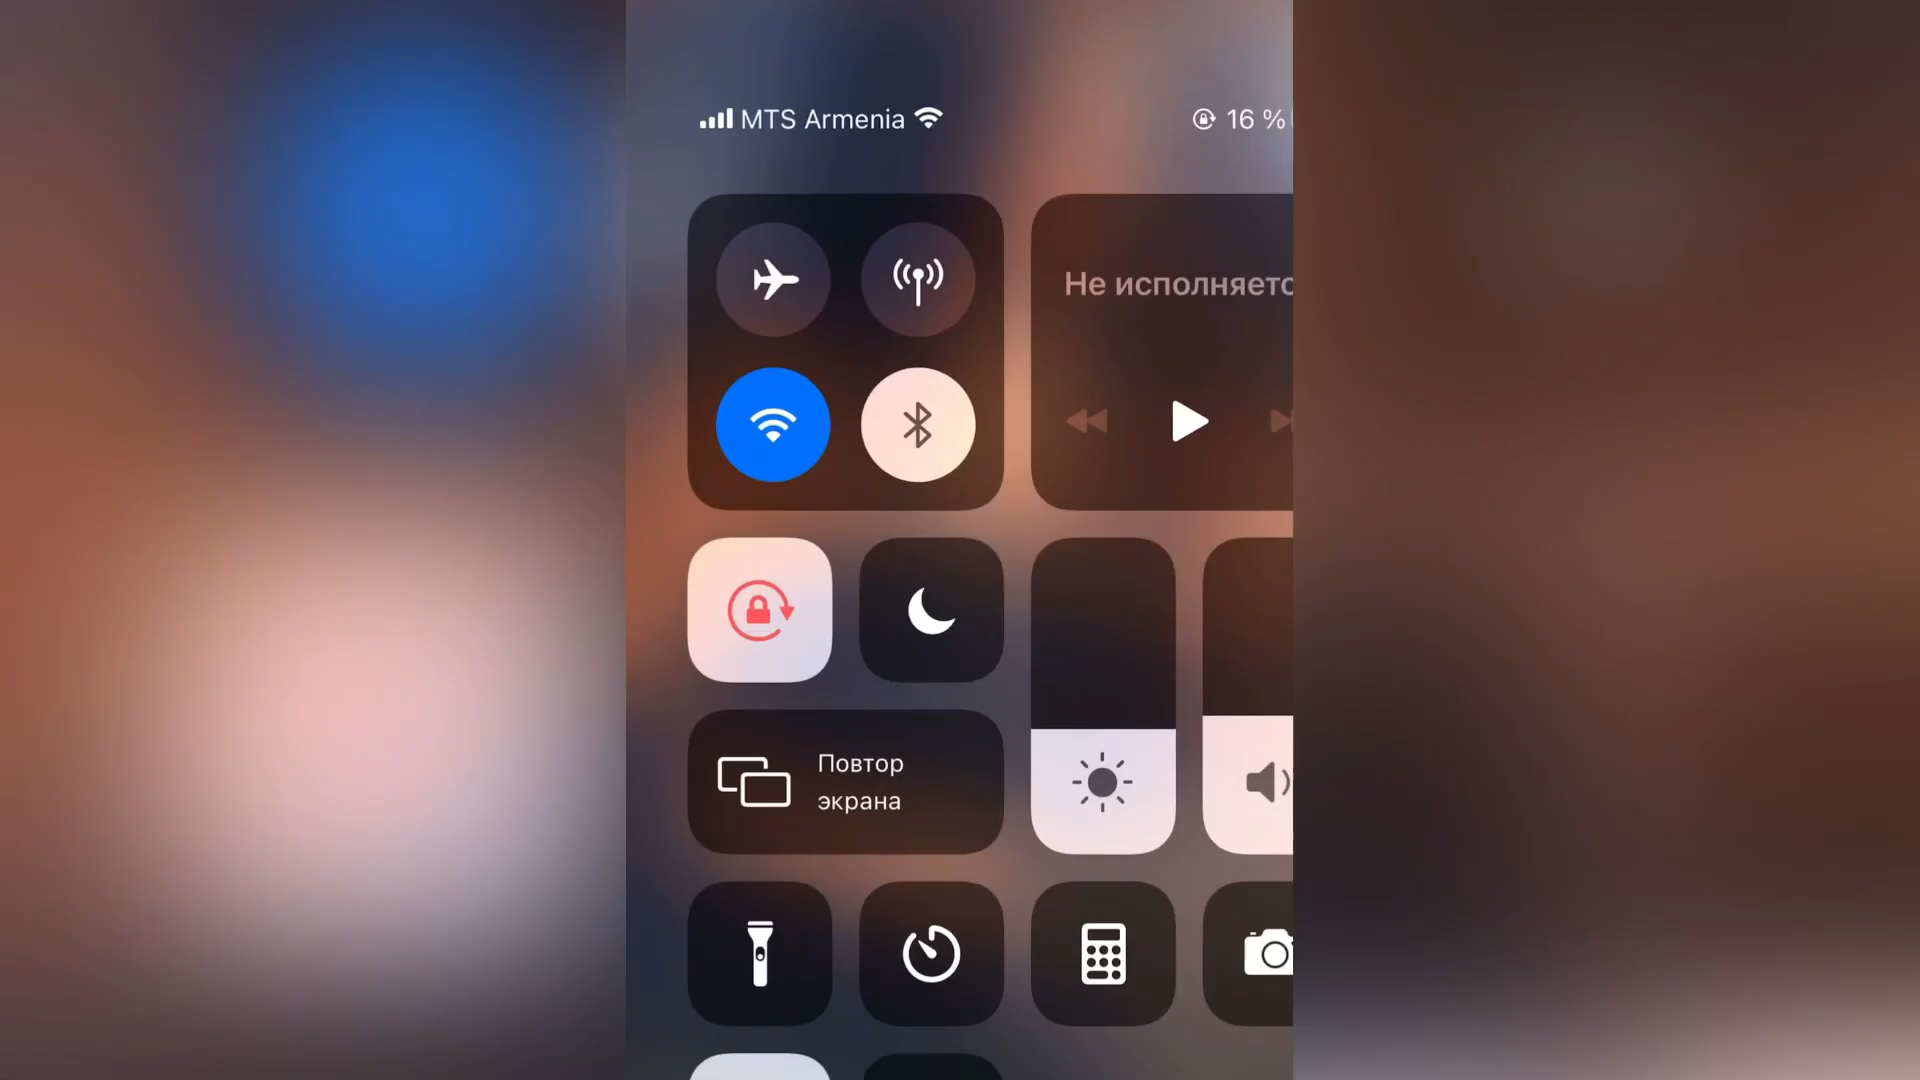 MTS Armenia 16 %
Не исполняетс
Повтор
экрана